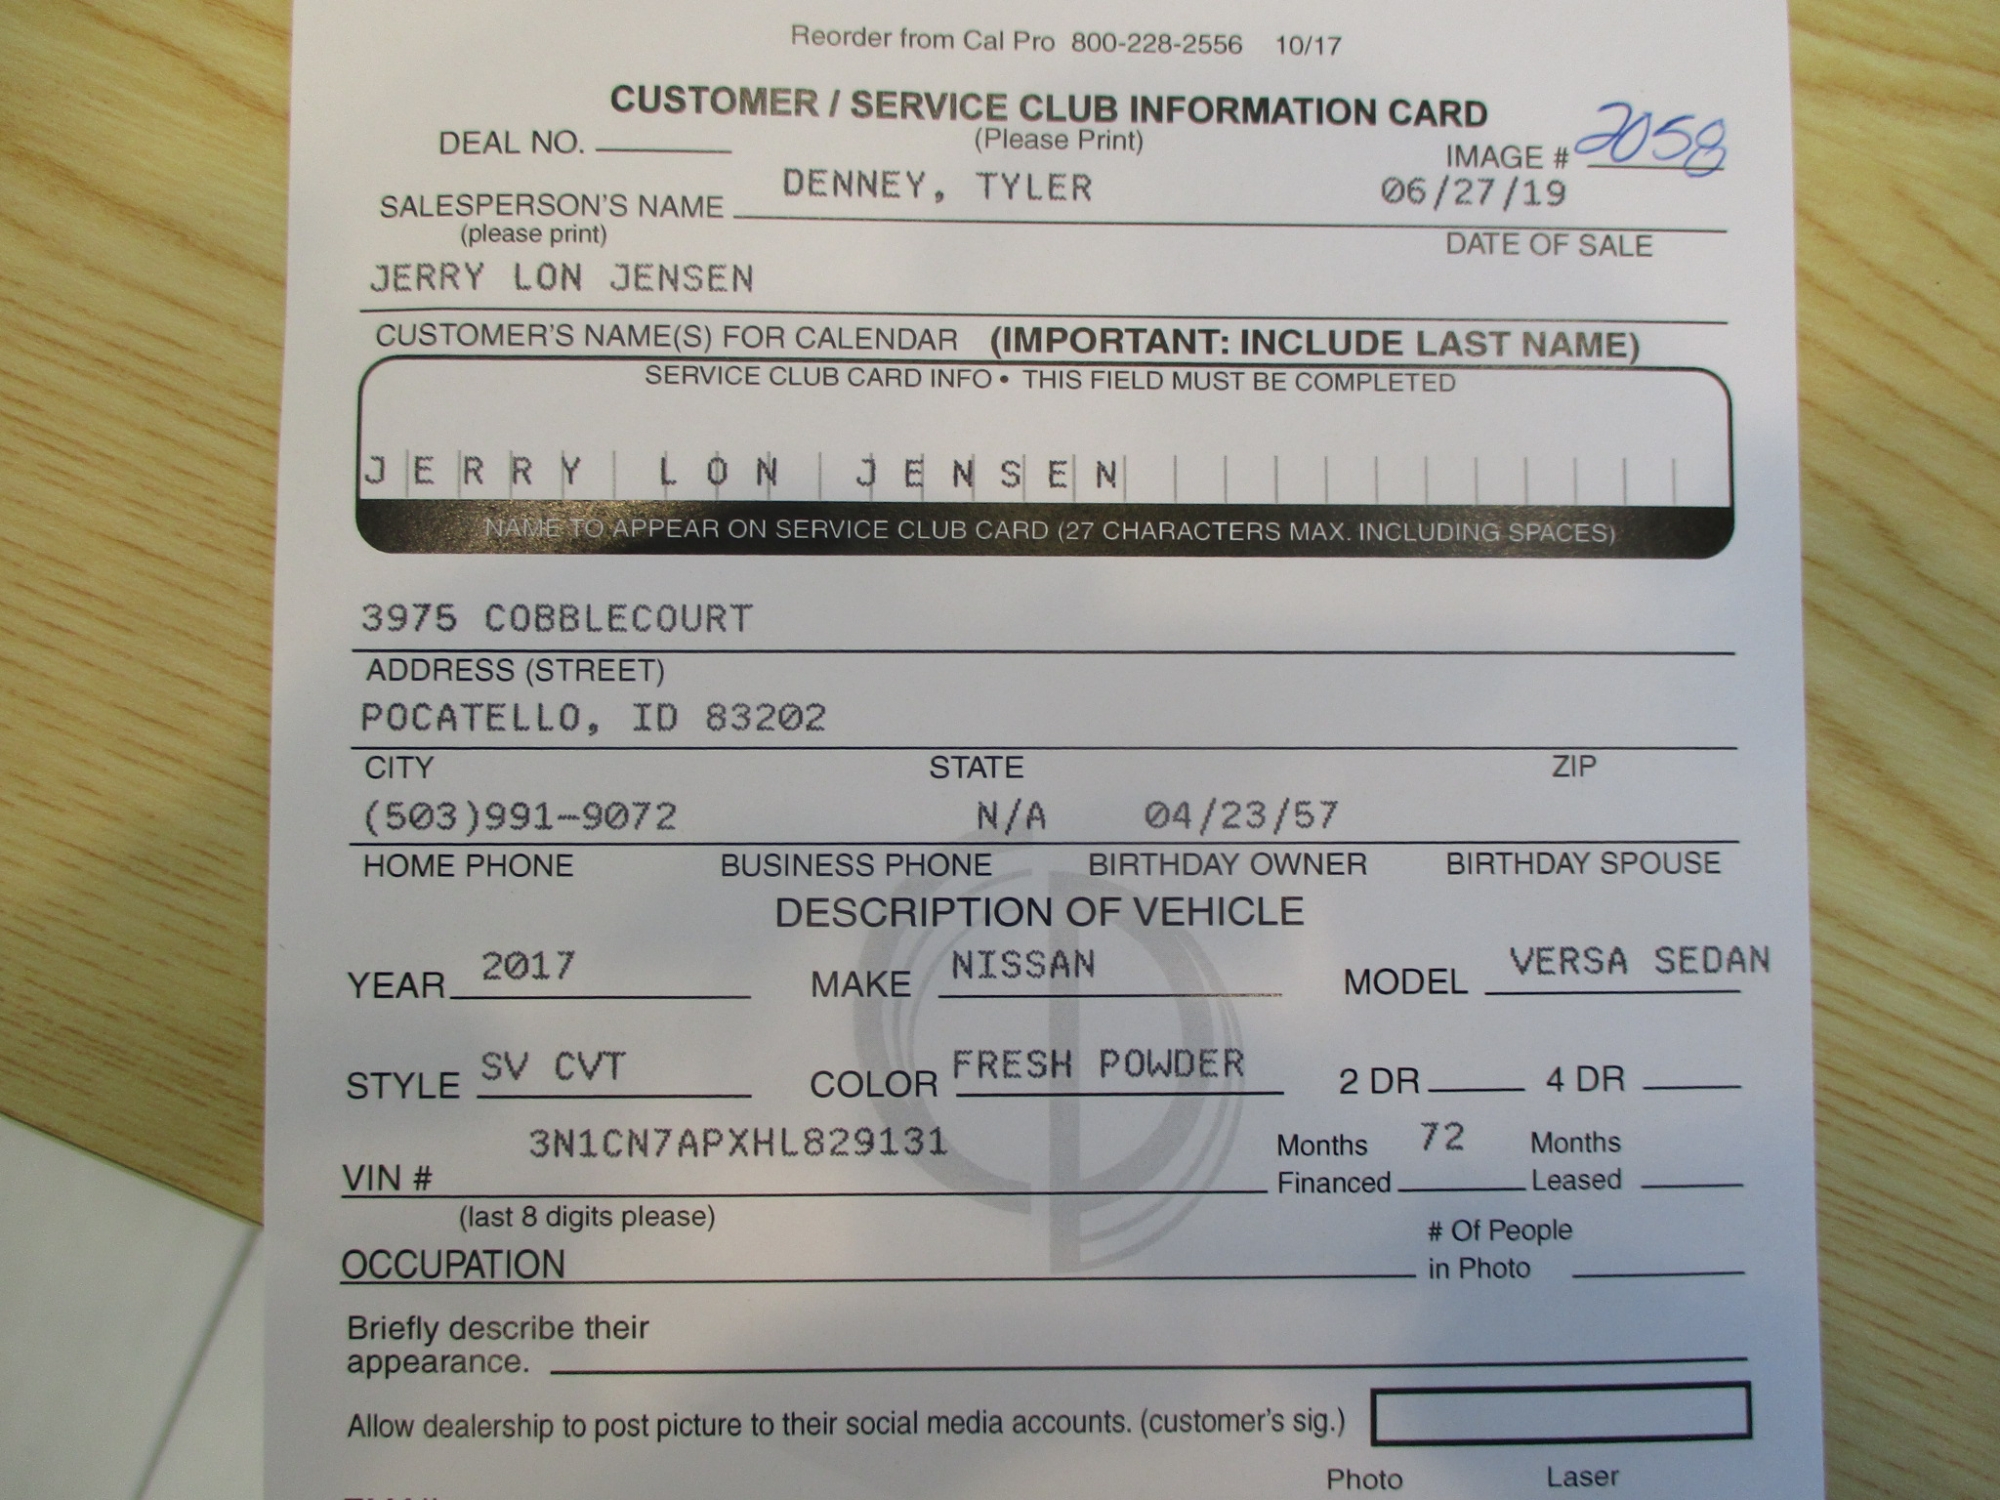 Reorder from Cal Pro 800-228-2556 10/17
CUSTOMER / SERVICE CLUB INFORMATION CARD
(Please Print)
DEAL NO.
IMAGE # 2058
SALESPERSON'S NAME DENNEY, TYLER 06/27/19
(please print) DATE OF SALE
JERRY LON JENSEN
CUSTOMER'S NAME(S) FOR CALENDAR (IMPORTANT: INCLUDE LAST NAME)
SERVICE CLUB CARD INFO • THIS FIELD MUST BE COMPLETED
JERRY LON JENSEN
NAME TO APPEAR ON SERVICE CLUB CARD (27 CHARACTERS MAX. INCLUDING SPACES)
3975 COBBLECOURT
ADDRESS (STREET)
POCATELLO, ID 83202
CITY STATE ZIP
(503)991-9072 N/A 04/23/57
HOME PHONE BUSINESS PHONE BIRTHDAY OWNER BIRTHDAY SPOUSE
DESCRIPTION OF VEHICLE
YEAR 2017 MAKE NISSAN MODEL VERSA SEDAN
STYLE SV CVT COLOR FRESH POWDER 2 DR 4 DR
VIN # 3N1CN7APXHL829131 Months Financed 72 Months Leased
(last 8 digits please)
OCCUPATION # Of People in Photo
Briefly describe their
appearance.
Allow dealership to post picture to their social media accounts. (customer's sig.)
Photo Laser